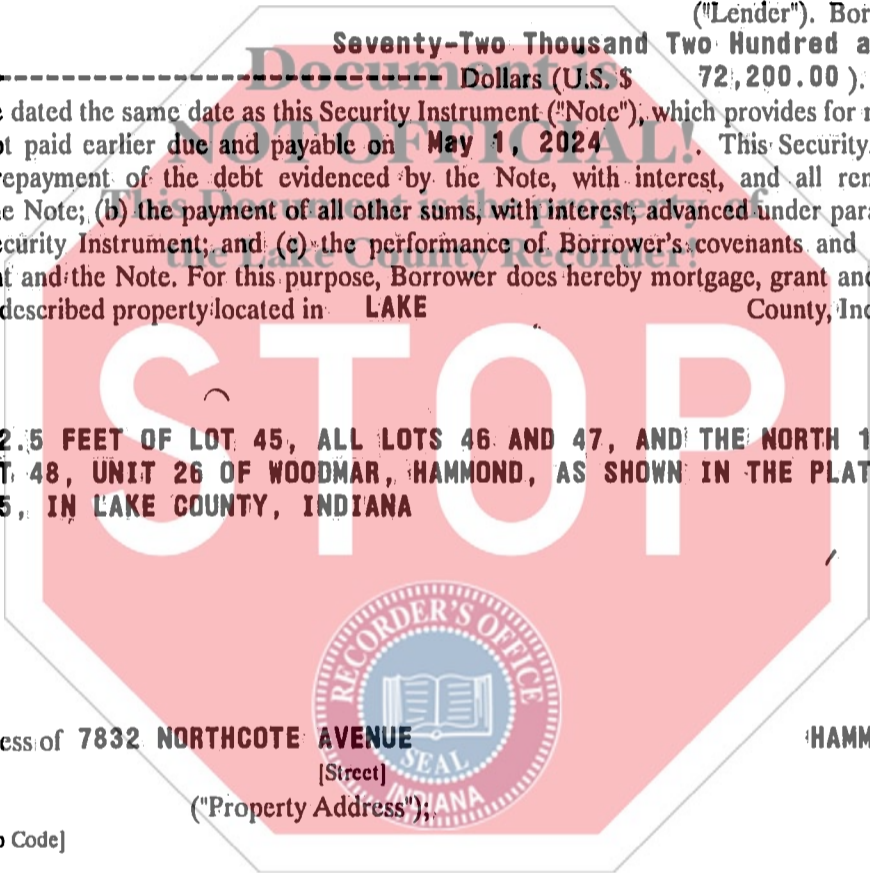 ("Lender"). Bor
Seventy-Two Thousand Two Hundred a
Dollars (U.S. $ 72,200.00 ).
e dated the same date as this Security Instrument ("Note"), which provides for r
ot paid earlier due and payable on May 1, 2024 . This Security
repayment of the debt evidenced by the Note, with interest, and all ren
e Note; (b) the payment of all other sums, with interest, advanced under para
ecurity Instrument; and (c) the performance of Borrower's covenants and
t and the Note. For this purpose, Borrower does hereby mortgage, grant and
described property located in LAKE County, Ind
Document is
NOT OFFICIAL!
This Document is the property of
the Lake County Recorder!
STOP
2.5 FEET OF LOT 45, ALL LOTS 46 AND 47, AND THE NORTH 1
T 48, UNIT 26 OF WOODMAR, HAMMOND, AS SHOWN IN THE PLAT
5, IN LAKE COUNTY, INDIANA
RECORDER'S OFFICE
SEAL
INDIANA
ess of 7832 NORTHCOTE AVENUE HAMM
[Street]
("Property Address");
p Code]